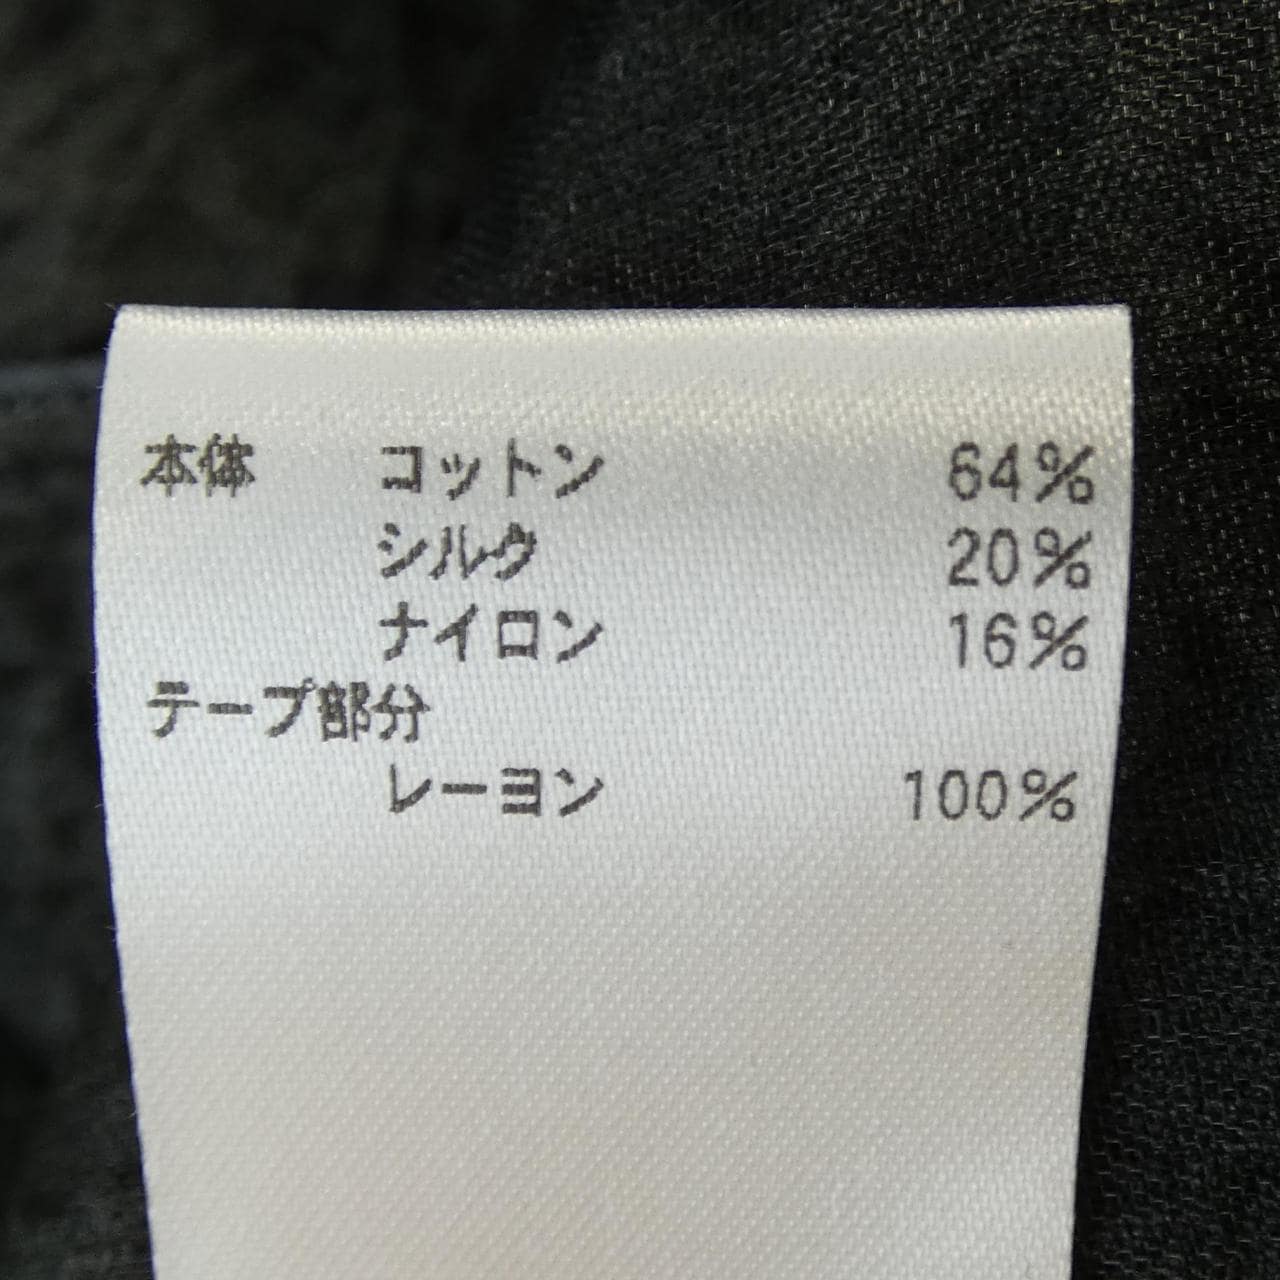 本体 コットン 64%
シルク 20%
ナイロン 16%
テープ部分
レーヨン 100%